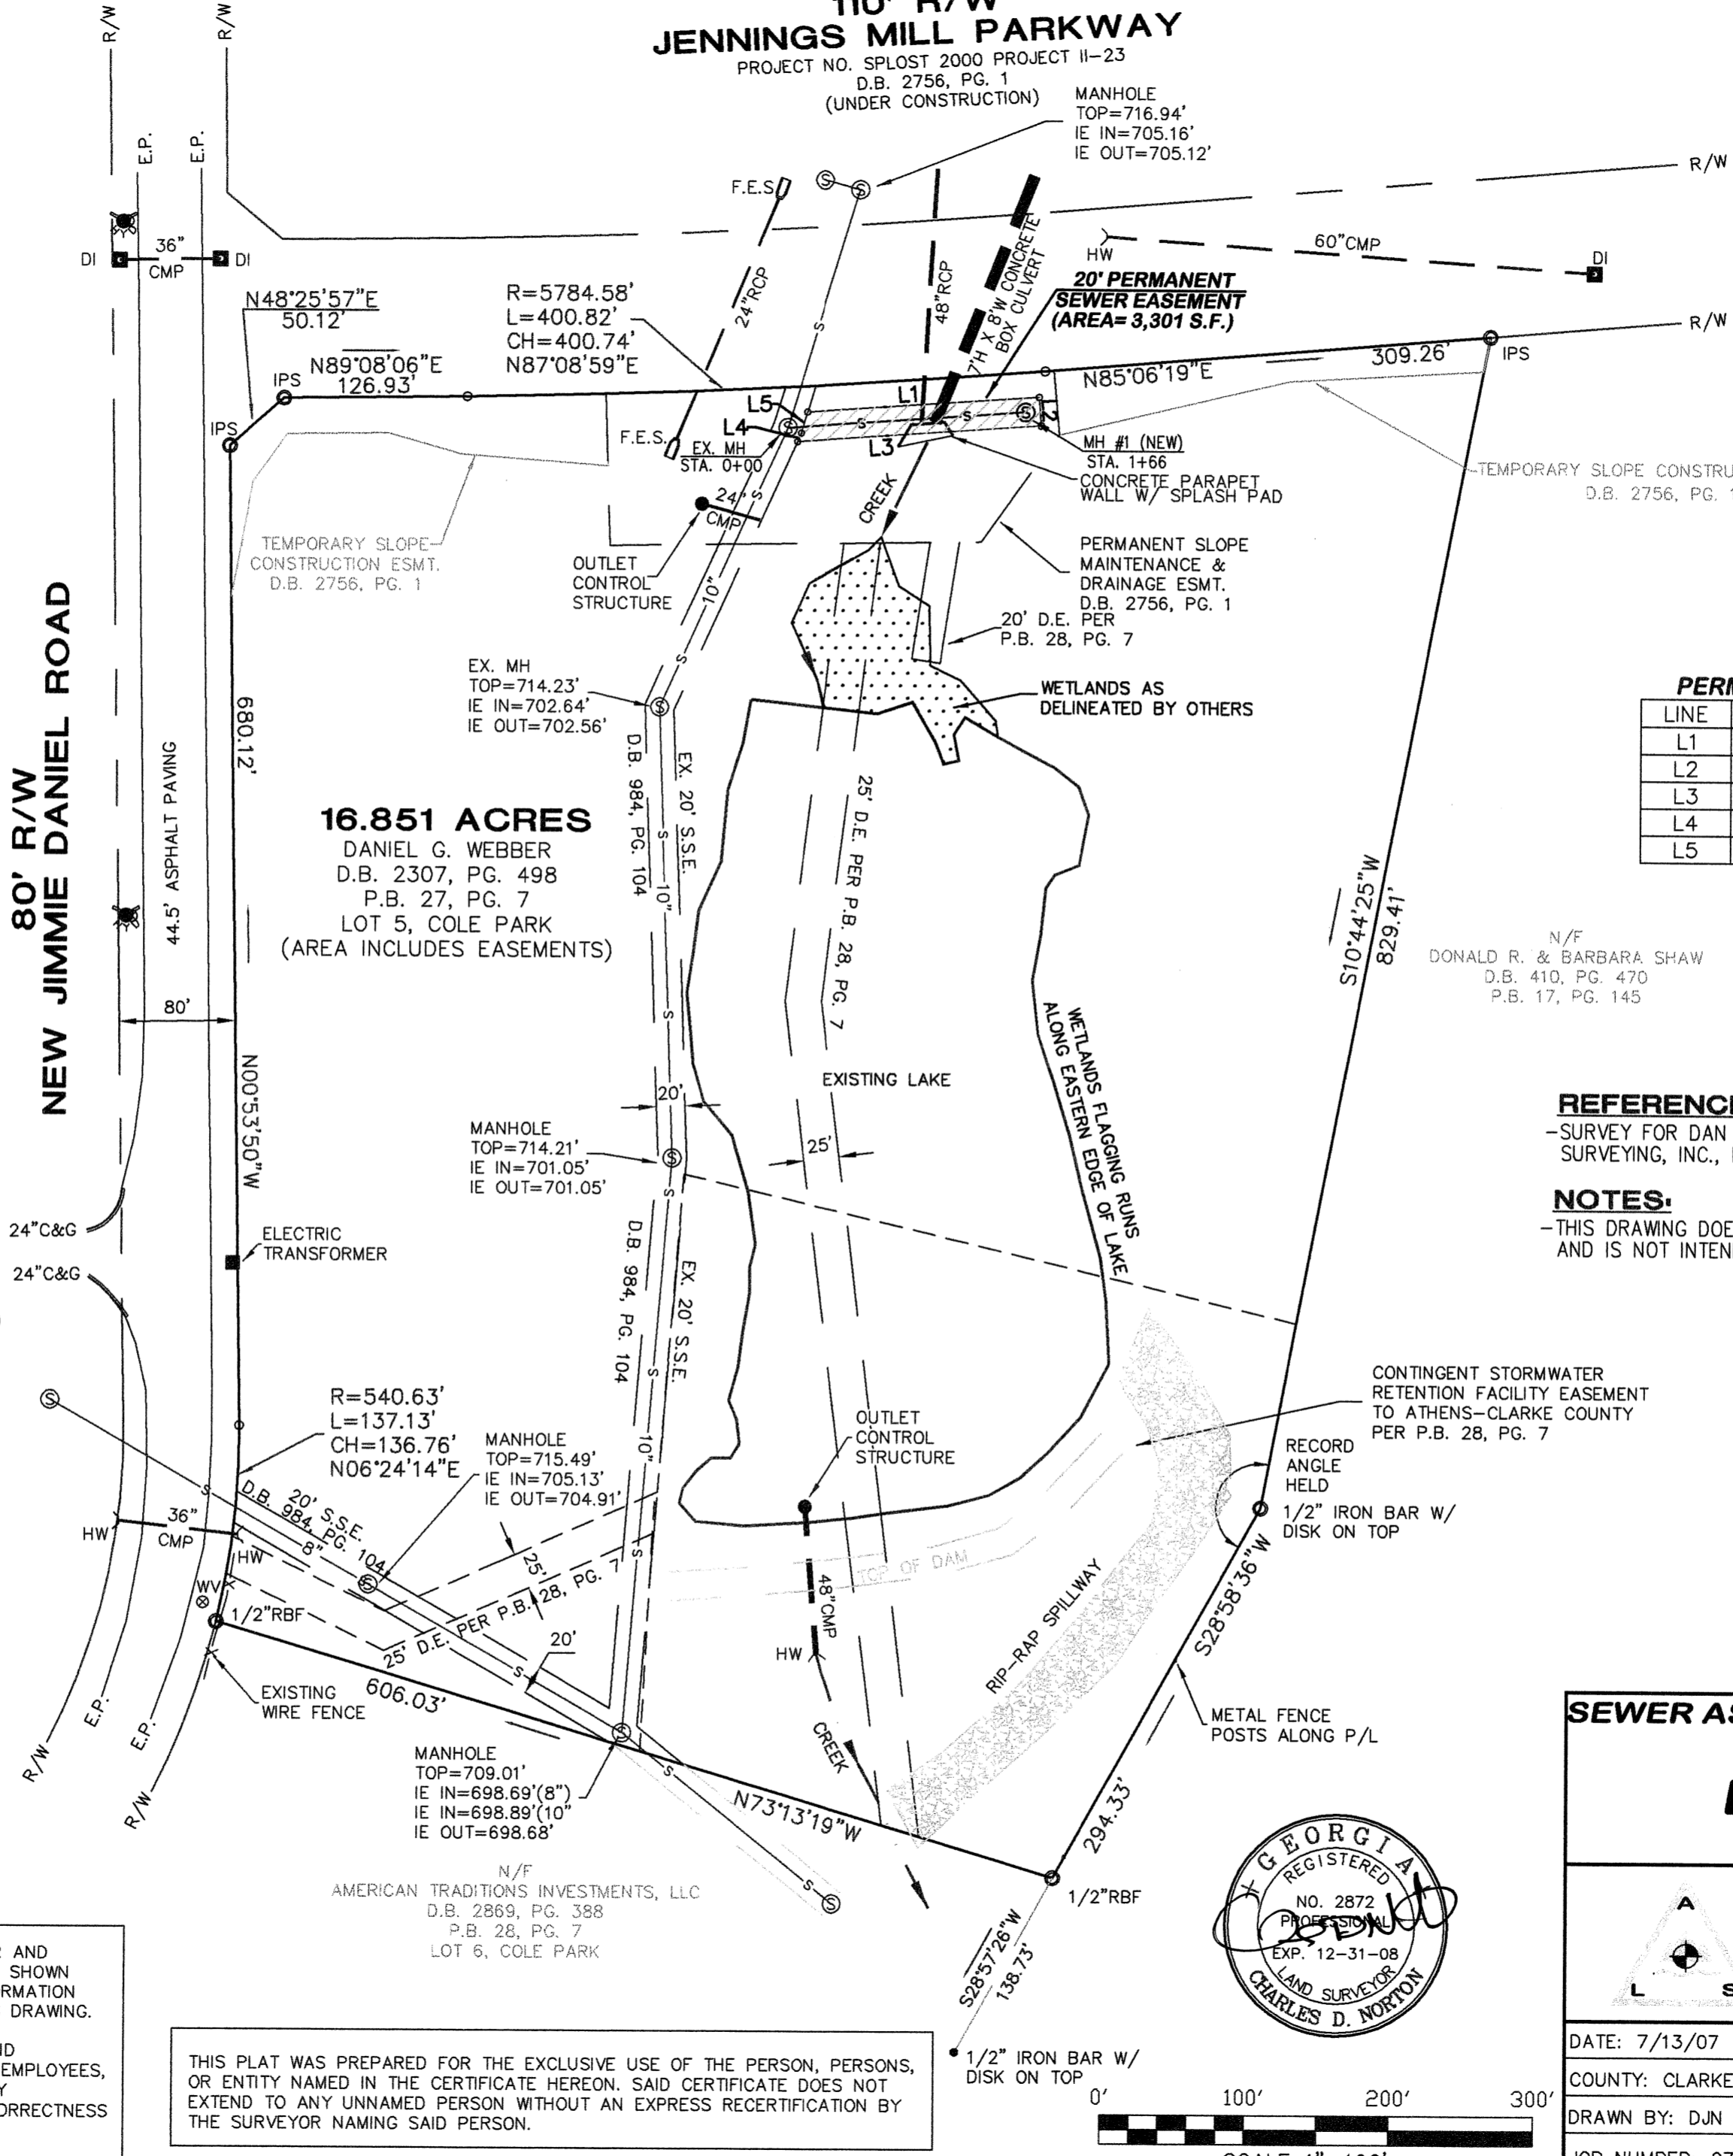 110' R/W
JENNINGS MILL PARKWAY
PROJECT NO. SPLOST 2000 PROJECT II-23
D.B. 2756, PG. 1
(UNDER CONSTRUCTION)
MANHOLE
TOP=716.94'
IE IN=705.16'
IE OUT=705.12'
R/W
R/W
E.P.
E.P.
R/W
F.E.S.
S
S
DI
36"
CMP
DI
24"RCP
48"RCP
7'H X 8'W CONCRETE
BOX CULVERT
HW
60"CMP
DI
20' PERMANENT
SEWER EASEMENT
(AREA= 3,301 S.F.)
R/W
N48°25'57"E
50.12'
R=5784.58'
L=400.82'
CH=400.74'
N87°08'59"E
N89°08'06"E
126.93'
IPS
IPS
N85°06'19"E
309.26'
IPS
L5
L4
L1
L2
L3
F.E.S.
EX. MH
STA. 0+00
MH #1 (NEW)
STA. 1+66
CONCRETE PARAPET
WALL W/ SPLASH PAD
TEMPORARY SLOPE CONSTRU
D.B. 2756, PG. 1
24"
CMP
CREEK
TEMPORARY SLOPE
CONSTRUCTION ESMT.
D.B. 2756, PG. 1
OUTLET
CONTROL
STRUCTURE
10"
PERMANENT SLOPE
MAINTENANCE &
DRAINAGE ESMT.
D.B. 2756, PG. 1
20' D.E. PER
P.B. 28, PG. 7
EX. MH
TOP=714.23'
IE IN=702.64'
IE OUT=702.56'
WETLANDS AS
DELINEATED BY OTHERS
80' R/W
NEW JIMMIE DANIEL ROAD
44.5' ASPHALT PAVING
680.12'
N00°53'50"W
80'
16.851 ACRES
DANIEL G. WEBBER
D.B. 2307, PG. 498
P.B. 27, PG. 7
LOT 5, COLE PARK
(AREA INCLUDES EASEMENTS)
D.B. 984, PG. 104
EX. 20' S.S.E.
10"
25' D.E. PER P.B. 28, PG. 7
PERM
LINE
L1
L2
L3
L4
L5
S10°44'25"W
829.41'
N/F
DONALD R. & BARBARA SHAW
D.B. 410, PG. 470
P.B. 17, PG. 145
EXISTING LAKE
WETLANDS FLAGGING RUNS
ALONG EASTERN EDGE OF LAKE
20'
25'
MANHOLE
TOP=714.21'
IE IN=701.05'
IE OUT=701.05'
REFERENC
-SURVEY FOR DAN
SURVEYING, INC.,
NOTES:
-THIS DRAWING DOE
AND IS NOT INTEN
24"C&G
24"C&G
ELECTRIC
TRANSFORMER
D.B. 984, PG. 104
EX. 20' S.S.E.
10"
CONTINGENT STORMWATER
RETENTION FACILITY EASEMENT
TO ATHENS-CLARKE COUNTY
PER P.B. 28, PG. 7
R=540.63'
L=137.13'
CH=136.76'
N06°24'14"E
MANHOLE
TOP=715.49'
IE IN=705.13'
IE OUT=704.91'
OUTLET
CONTROL
STRUCTURE
RECORD
ANGLE
HELD
1/2" IRON BAR W/
DISK ON TOP
20' S.S.E.
D.B. 984, PG. 104
8"
HW
36"
CMP
HW
WV
1/2"RBF
25'
25' D.E. PER P.B. 28, PG. 7
20'
TOP OF DAM
48"CMP
HW
RIP-RAP SPILLWAY
S28°58'36"W
294.33'
EXISTING
WIRE FENCE
606.03'
N73°13'19"W
METAL FENCE
POSTS ALONG P/L
R/W
E.P.
E.P.
R/W
CREEK
MANHOLE
TOP=709.01'
IE IN=698.69'(8")
IE IN=698.89'(10"
IE OUT=698.68'
N/F
AMERICAN TRADITIONS INVESTMENTS, LLC
D.B. 2869, PG. 388
P.B. 28, PG. 7
LOT 6, COLE PARK
1/2"RBF
S28°57'26"W
138.73'
1/2" IRON BAR W/
DISK ON TOP
GEORGIA
REGISTERED
NO. 2872
PROFESSIONAL
EXP. 12-31-08
LAND SURVEYOR
CHARLES D. NORTON
SEWER AS
A
L
S
DATE: 7/13/07
COUNTY: CLARKE
DRAWN BY: DJN
AND
SHOWN
RMATION
DRAWING.
ND
EMPLOYEES,
Y
ORRECTNESS
THIS PLAT WAS PREPARED FOR THE EXCLUSIVE USE OF THE PERSON, PERSONS,
OR ENTITY NAMED IN THE CERTIFICATE HEREON. SAID CERTIFICATE DOES NOT
EXTEND TO ANY UNNAMED PERSON WITHOUT AN EXPRESS RECERTIFICATION BY
THE SURVEYOR NAMING SAID PERSON.
0'
100'
200'
300'